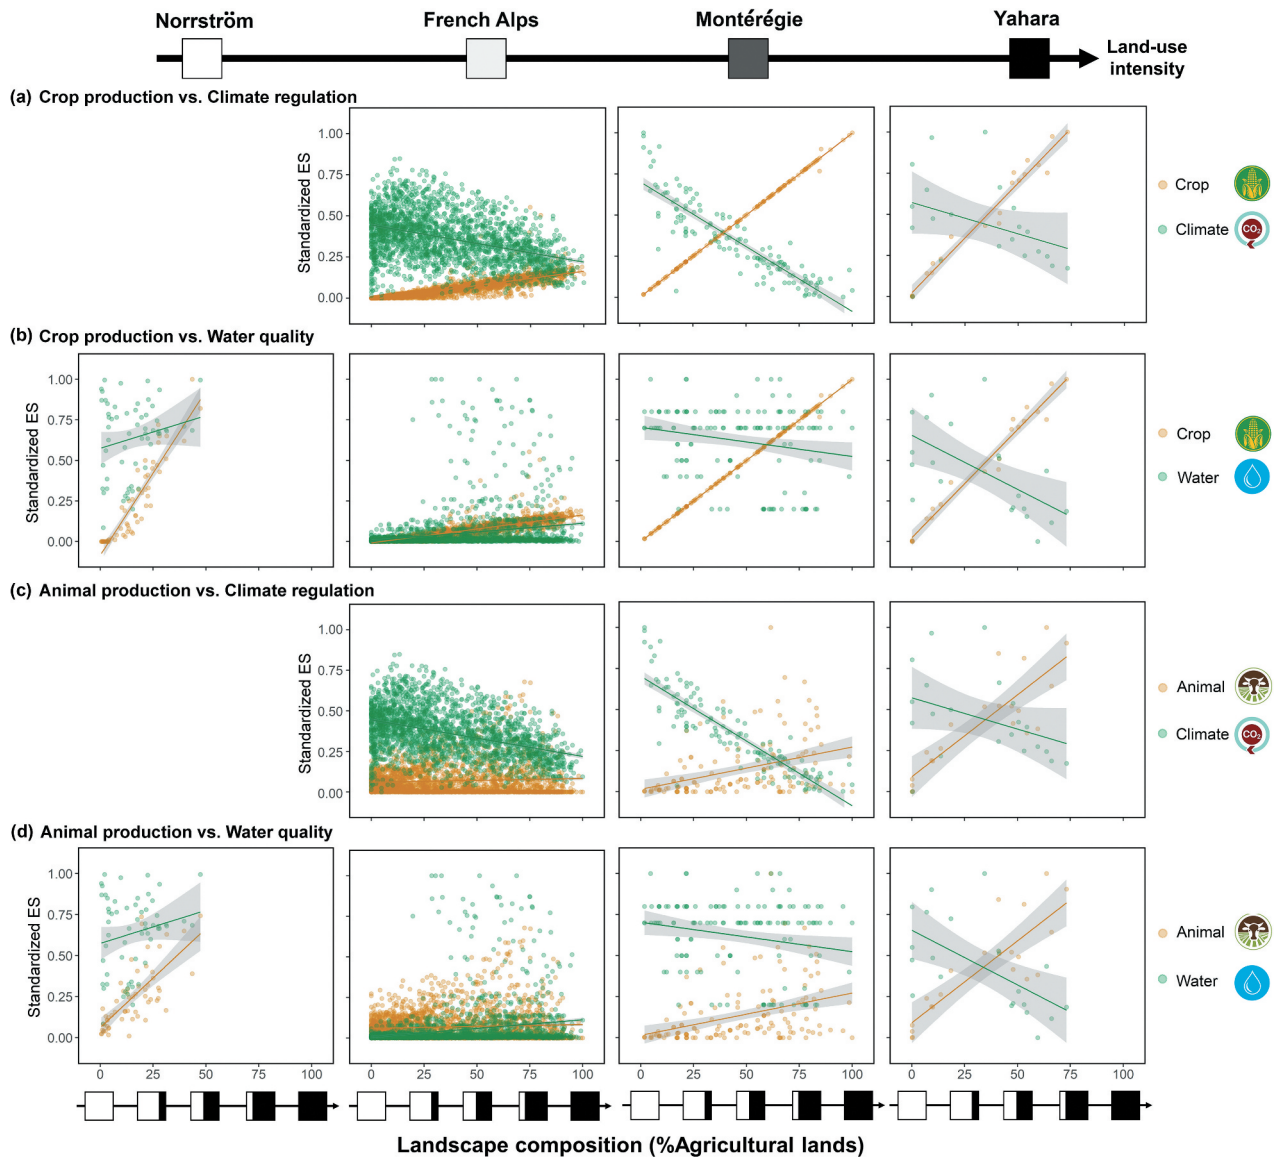 Norrström
French Alps
Montérégie
Yahara
Land-use
intensity
(a) Crop production vs. Climate regulation
Standardized ES
1.00
0.75
0.50
0.25
0.00
Crop
Climate
CO₂
(b) Crop production vs. Water quality
Standardized ES
1.00
0.75
0.50
0.25
0.00
Crop
Water
(c) Animal production vs. Climate regulation
Standardized ES
1.00
0.75
0.50
0.25
0.00
Animal
Climate
CO₂
(d) Animal production vs. Water quality
Standardized ES
1.00
0.75
0.50
0.25
0.00
Animal
Water
0 25 50 75 100 0 25 50 75 100 0 25 50 75 100 0 25 50 75 100
Landscape composition (%Agricultural lands)